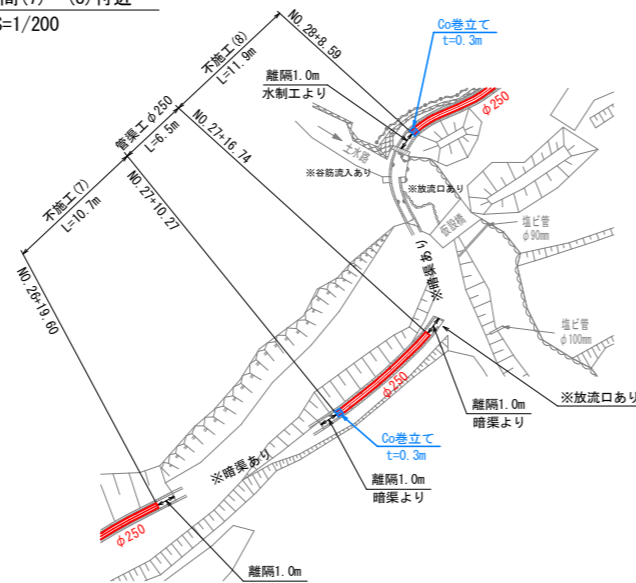 (7)
(8)付近
S=1/200
不施工(8)
L=11.9m
NO.28+8.59
管渠工φ250
L=6.5m
NO.27+16.74
不施工(7)
L=10.7m
NO.27+10.27
NO.26+19.60
Co巻立て
t=0.3m
離隔1.0m
水制工より
φ250
土水路
※谷筋流入あり
※放流口あり
仮設橋
塩ビ管
φ90mm
※暗渠あり
塩ビ管
φ100mm
φ250
※放流口あり
離隔1.0m
暗渠より
Co巻立て
t=0.3m
※暗渠あり
離隔1.0m
暗渠より
φ250
離隔1.0m